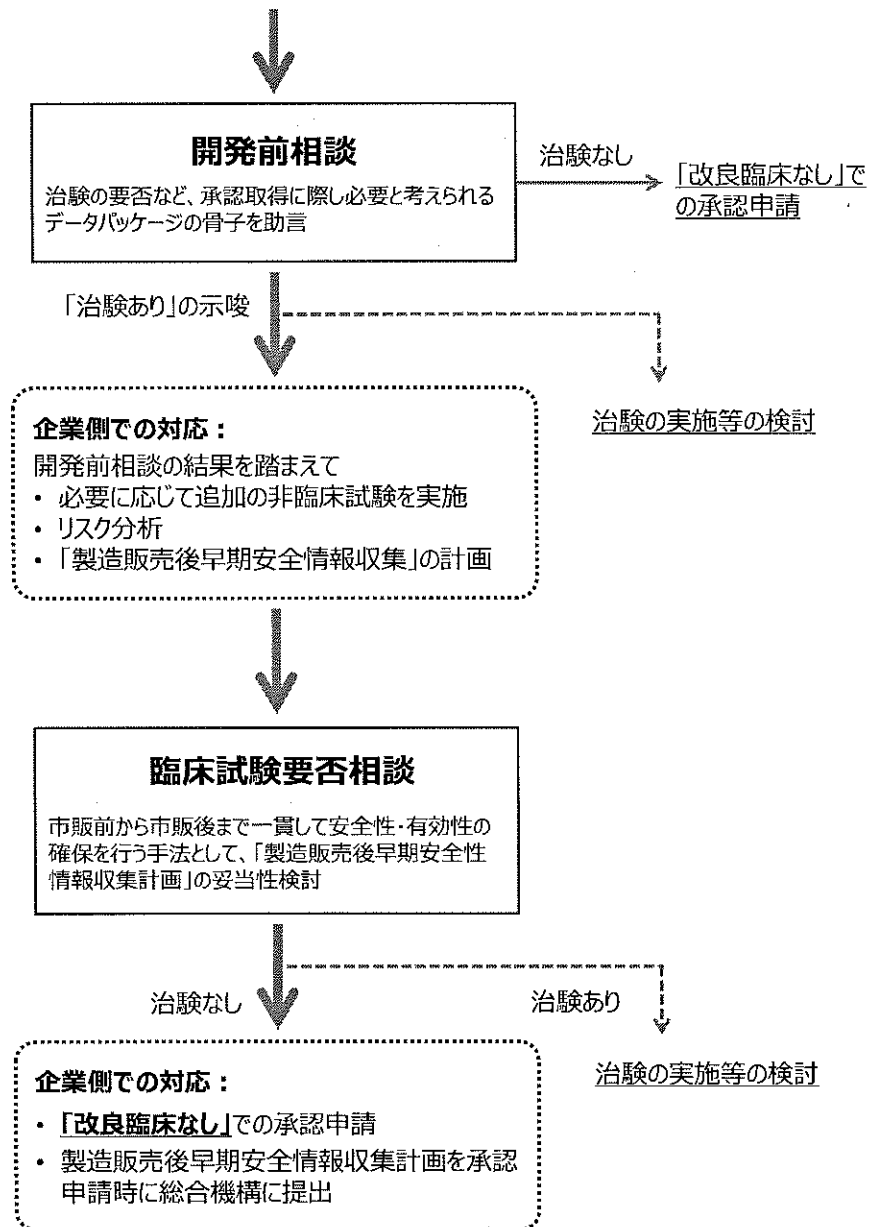 開発前相談
治験の要否など、承認取得に際し必要と考えられる
データパッケージの骨子を助言
治験なし
「改良臨床なし」で
の承認申請
「治験あり」の示唆
治験の実施等の検討
企業側での対応：
開発前相談の結果を踏まえて
・ 必要に応じて追加の非臨床試験を実施
・ リスク分析
・ 「製造販売後早期安全情報収集」の計画
臨床試験要否相談
市販前から市販後まで一貫して安全性・有効性の
確保を行う手法として、「製造販売後早期安全性
情報収集計画」の妥当性検討
治験なし
治験あり
治験の実施等の検討
企業側での対応：
・ 「改良臨床なし」での承認申請
・ 製造販売後早期安全情報収集計画を承認
申請時に総合機構に提出